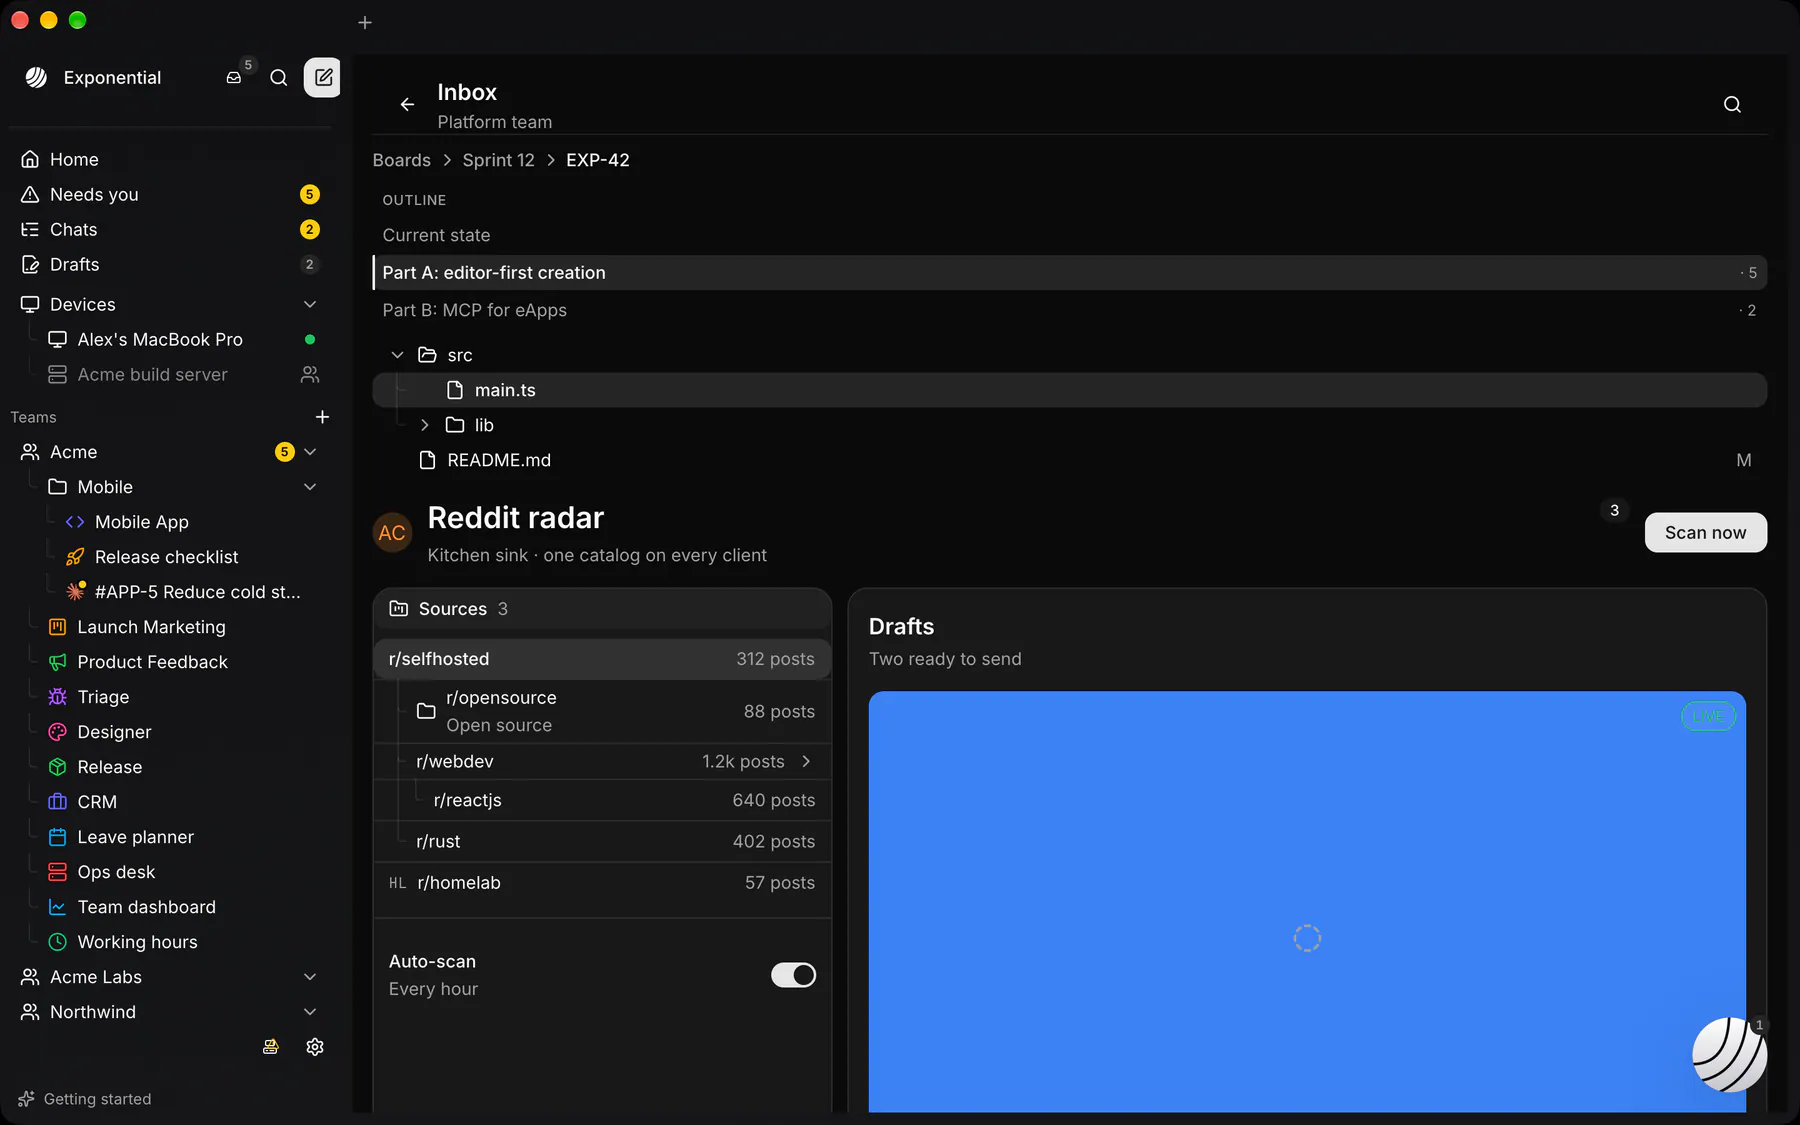 Exponential
5
Home
Needs you
5
Chats
2
Drafts
2
Devices
Alex's MacBook Pro
Acme build server
Teams
Acme
5
Mobile
Mobile App
Release checklist
#APP-5 Reduce cold st...
Launch Marketing
Product Feedback
Triage
Designer
Release
CRM
Leave planner
Ops desk
Team dashboard
Working hours
Acme Labs
Northwind
Getting started
Inbox
Platform team
Boards > Sprint 12 > EXP-42
OUTLINE
Current state
Part A: editor-first creation · 5
Part B: MCP for eApps · 2
src
main.ts
lib
README.md M
AC
Reddit radar
Kitchen sink · one catalog on every client
3
Scan now
Sources 3
r/selfhosted 312 posts
r/opensource
Open source
88 posts
r/webdev 1.2k posts
r/reactjs 640 posts
r/rust 402 posts
HL r/homelab 57 posts
Auto-scan
Every hour
Drafts
Two ready to send
LIVE
1